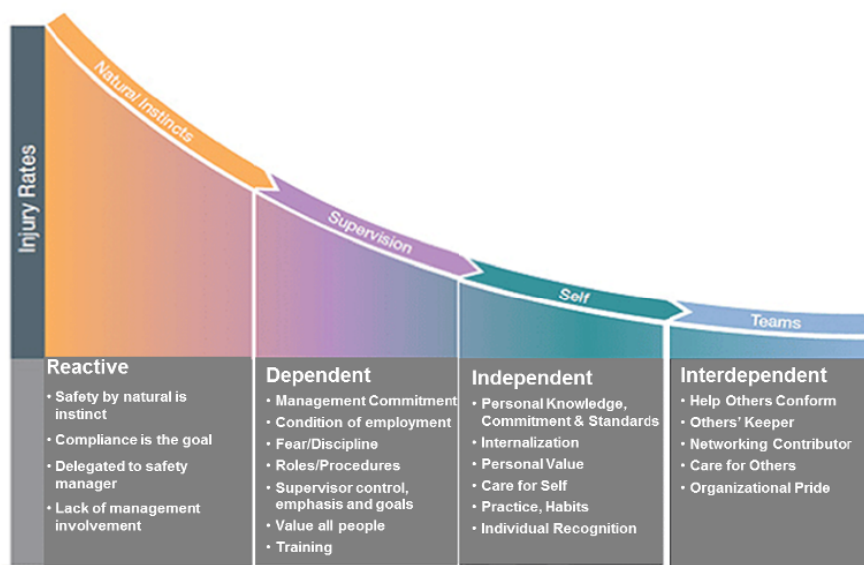 Injury Rates
Natural Instincts
Supervision
Self
Teams
Reactive
• Safety by natural is
instinct
• Compliance is the goal
• Delegated to safety
manager
• Lack of management
involvement
Dependent
• Management Commitment
• Condition of employment
• Fear/Discipline
• Roles/Procedures
• Supervisor control,
emphasis and goals
• Value all people
• Training
Independent
• Personal Knowledge,
Commitment & Standards
• Internalization
• Personal Value
• Care for Self
• Practice, Habits
• Individual Recognition
Interdependent
• Help Others Conform
• Others' Keeper
• Networking Contributor
• Care for Others
• Organizational Pride